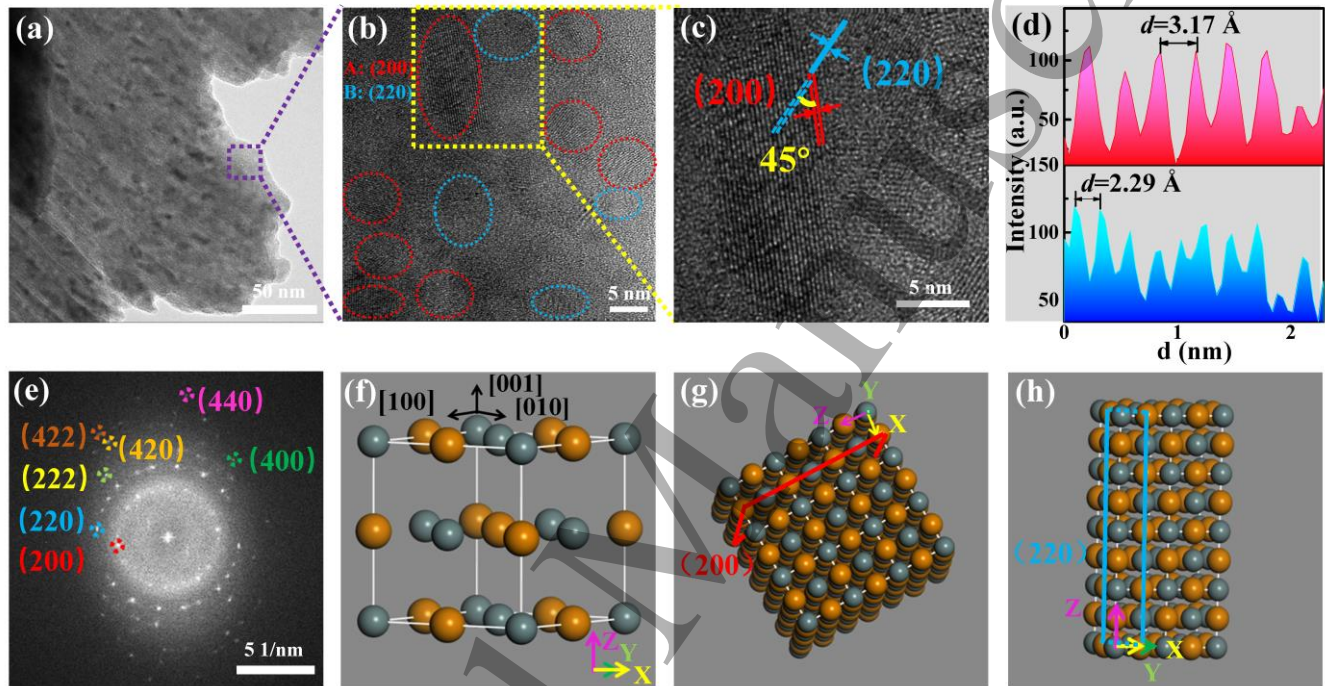 (a)
50 nm
(b)
A: (200)
B: (220)
5 nm
(c)
(220)
(200)
45°
5 nm
(d)
d=3.17 Å
100
50
150
d=2.29 Å
100
50
Intensity (a.u.)
0
1
2
d (nm)
(e)
(440)
(422)
(420)
(400)
(222)
(220)
(200)
5 1/nm
(f)
[001]
[100]
[010]
Z
Y
X
(g)
Y
Z
X
(200)
(h)
(220)
Z
X
Y